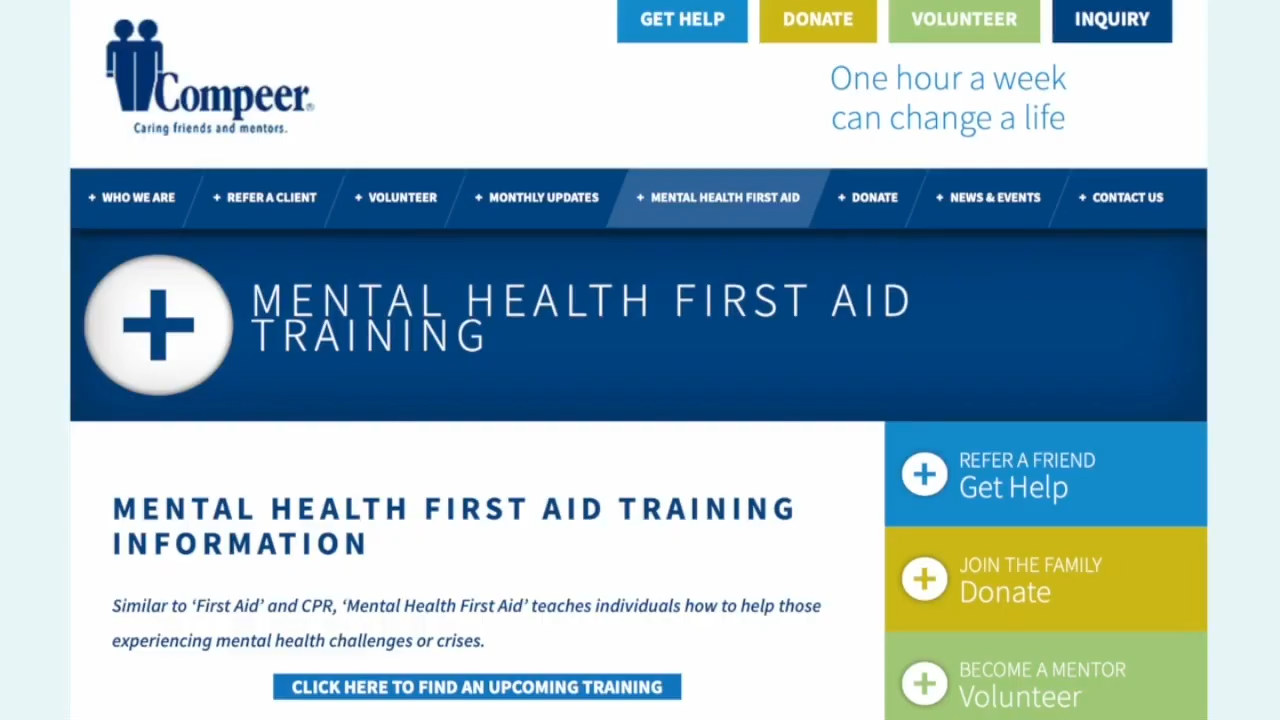 GET HELP
DONATE
VOLUNTEER
INQUIRY
Compeer®
Caring friends and mentors.
One hour a week
can change a life
+ WHO WE ARE
+ REFER A CLIENT
+ VOLUNTEER
+ MONTHLY UPDATES
+ MENTAL HEALTH FIRST AID
+ DONATE
+ NEWS & EVENTS
+ CONTACT US
MENTAL HEALTH FIRST AID
TRAINING
MENTAL HEALTH FIRST AID TRAINING
INFORMATION
Similar to ‘First Aid’ and CPR, ‘Mental Health First Aid’ teaches individuals how to help those
experiencing mental health challenges or crises.
CLICK HERE TO FIND AN UPCOMING TRAINING
REFER A FRIEND
Get Help
JOIN THE FAMILY
Donate
BECOME A MENTOR
Volunteer